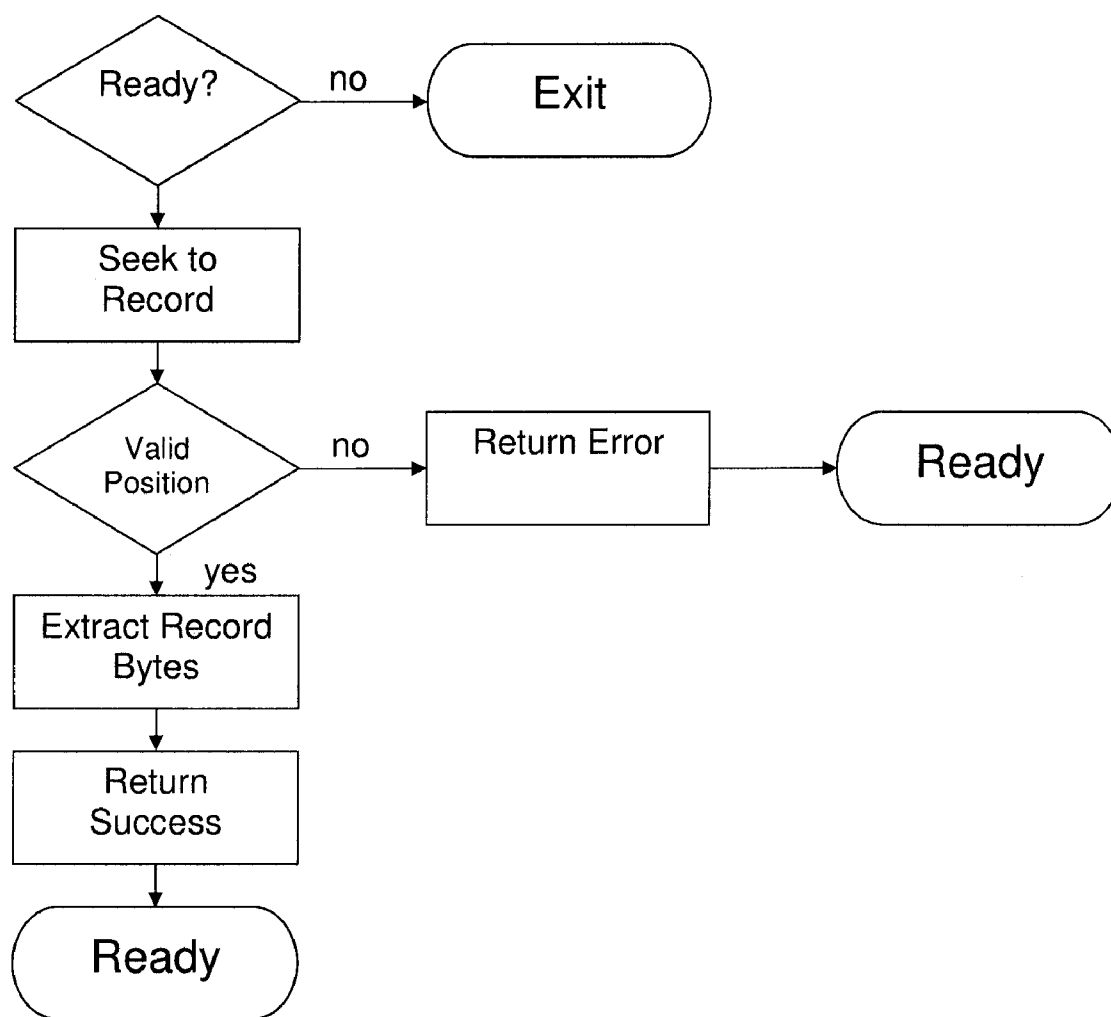 Ready?
no
Exit
Seek to
Record
Valid
Position
no
Return Error
Ready
yes
Extract Record
Bytes
Return
Success
Ready